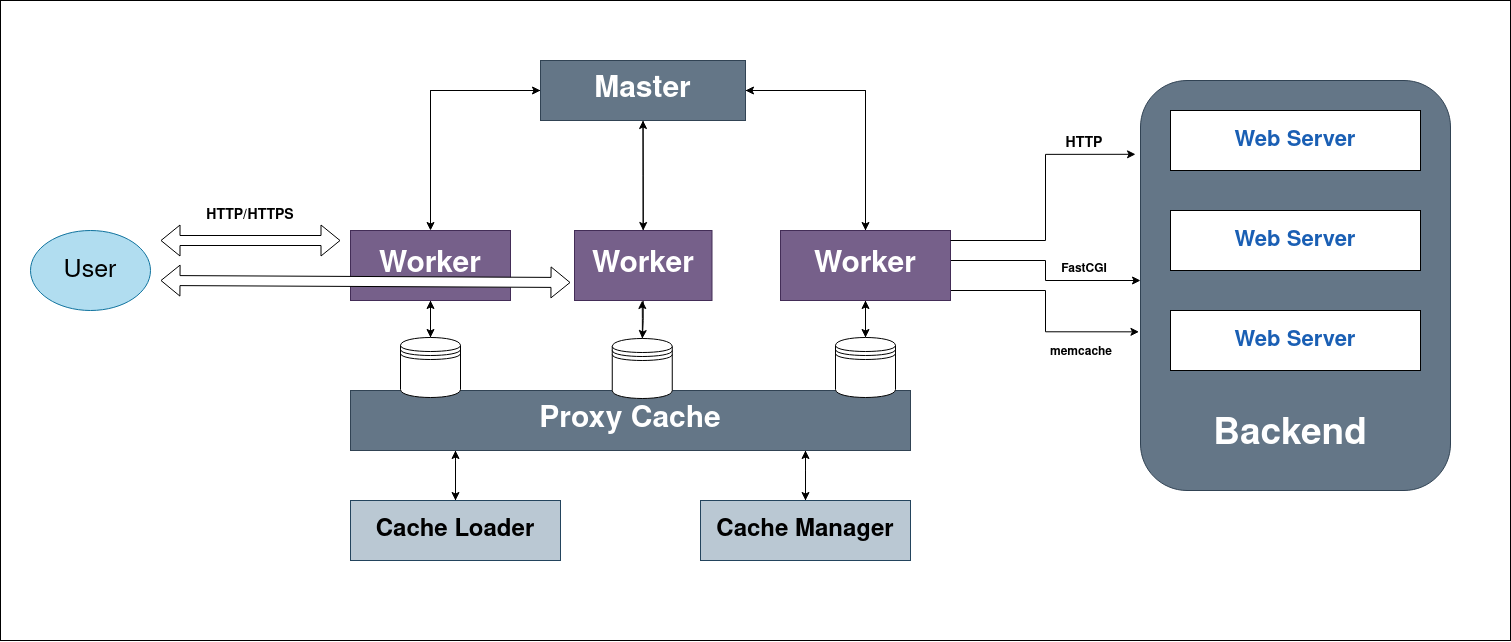 Master
HTTP
Web Server
HTTP/HTTPS
Web Server
User
Worker
Worker
Worker
FastCGI
Web Server
memcache
Proxy Cache
Backend
Cache Loader
Cache Manager